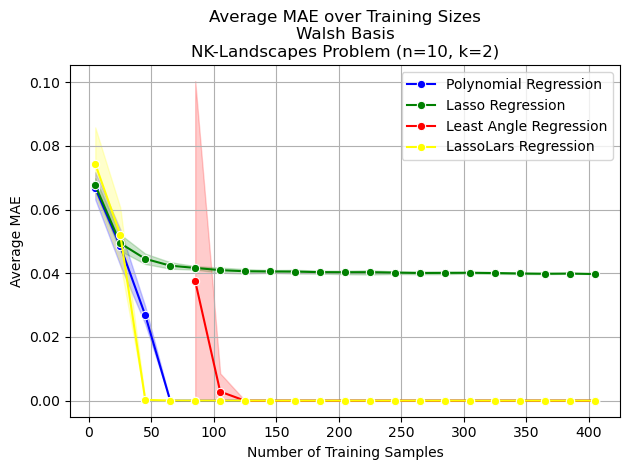 Average MAE over Training Sizes
Walsh Basis
NK-Landscapes Problem (n=10, k=2)
Polynomial Regression
Lasso Regression
Least Angle Regression
LassoLars Regression
Average MAE
0.10
0.08
0.06
0.04
0.02
0.00
0 50 100 150 200 250 300 350 400
Number of Training Samples